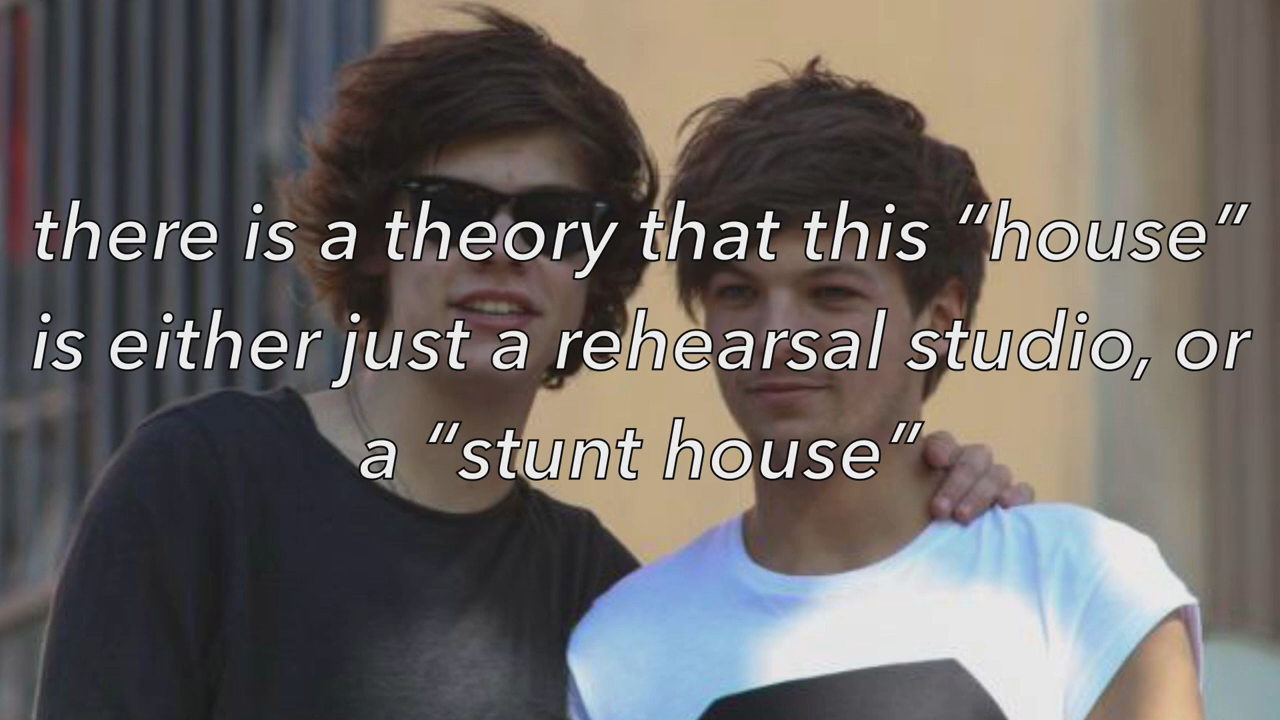 there is a theory that this “house”
is either just a rehearsal studio, or
a “stunt house”